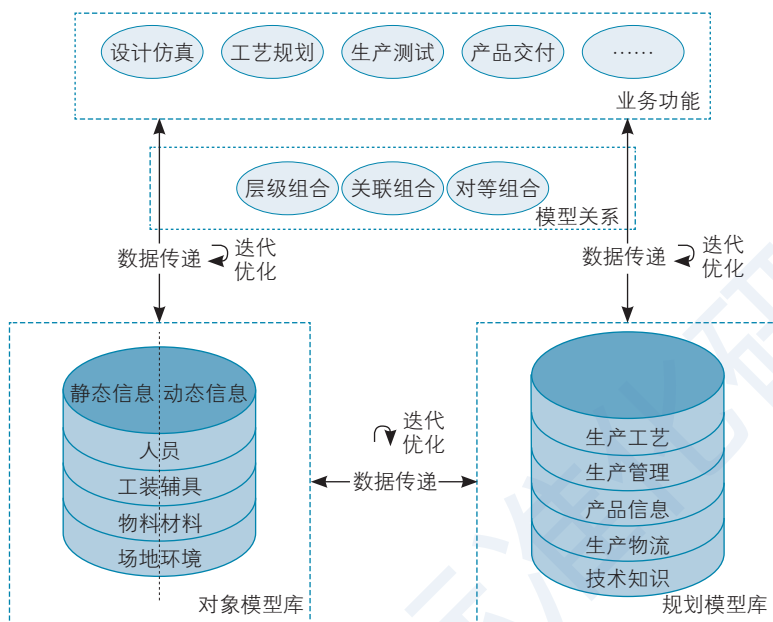 设计仿真 工艺规划 生产测试 产品交付 ……
业务功能
层级组合 关联组合 对等组合
模型关系
数据传递 迭代
优化
数据传递 迭代
优化
静态信息 动态信息
人员
工装辅具
物料材料
场地环境
对象模型库
迭代
优化
数据传递
生产工艺
生产管理
产品信息
生产物流
技术知识
规划模型库